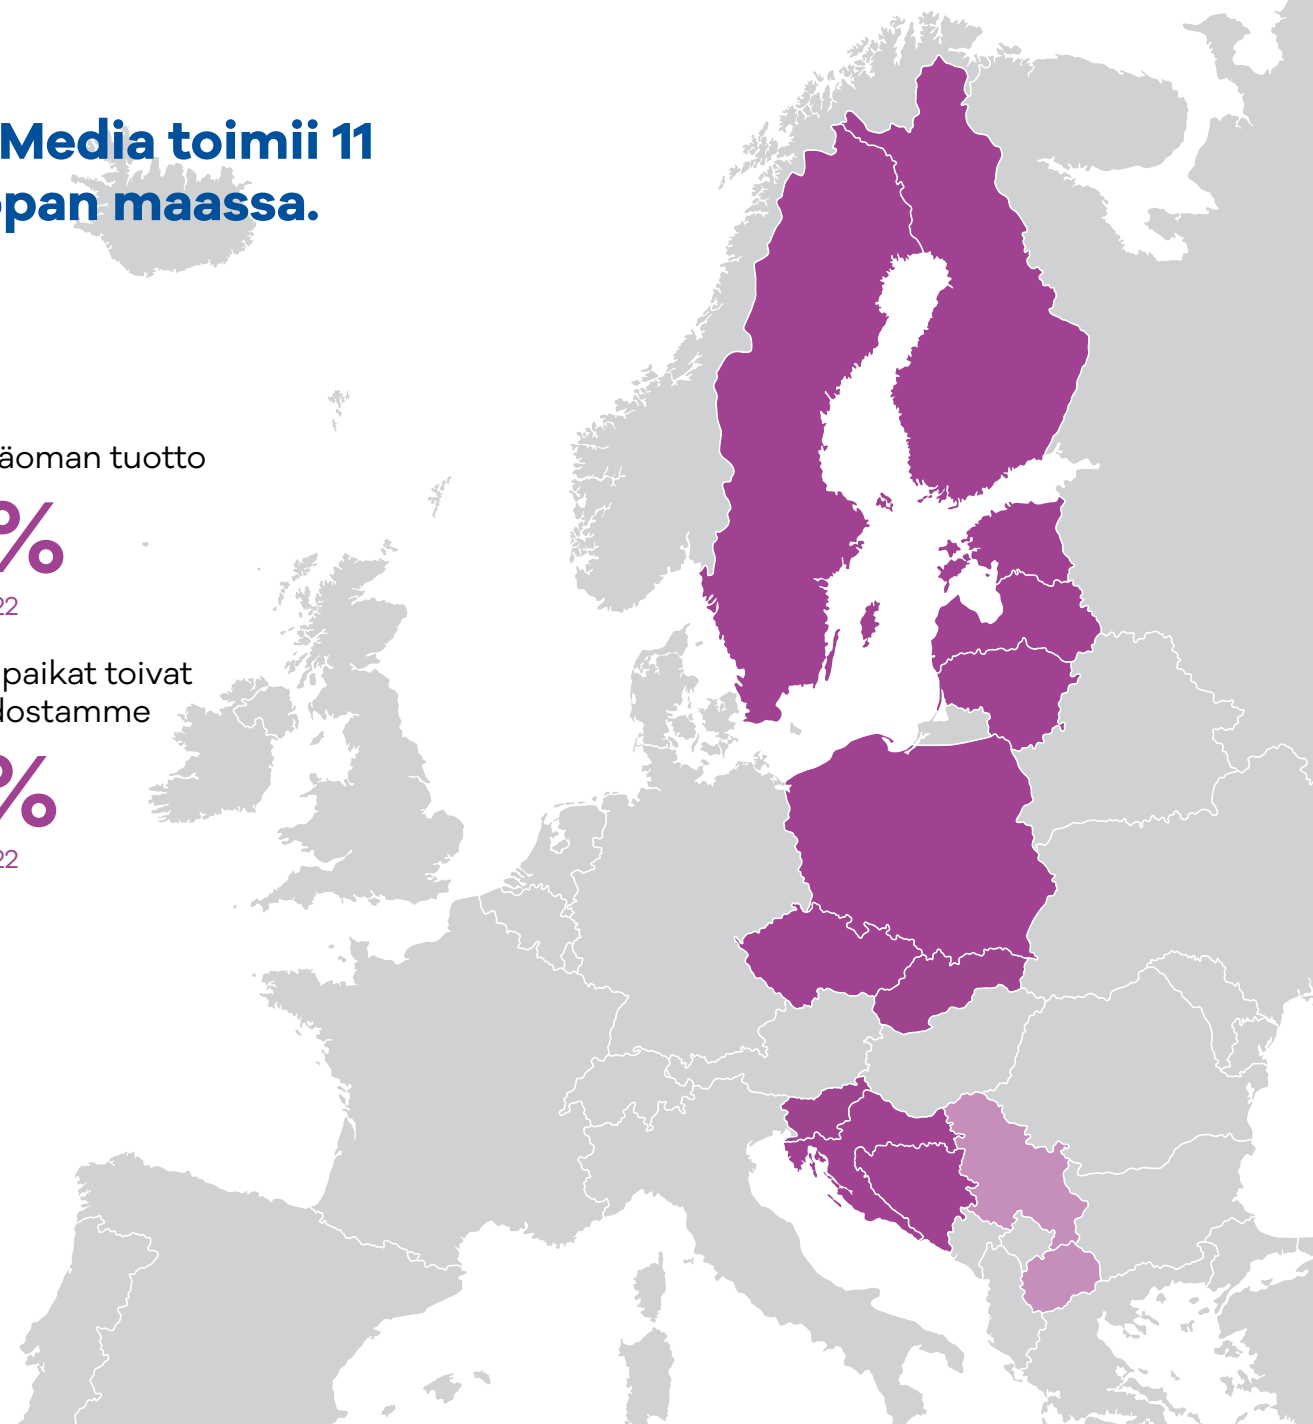 Media toimii 11
opan maassa.
äoman tuotto
%
22
paikat toivat
dostamme
%
22